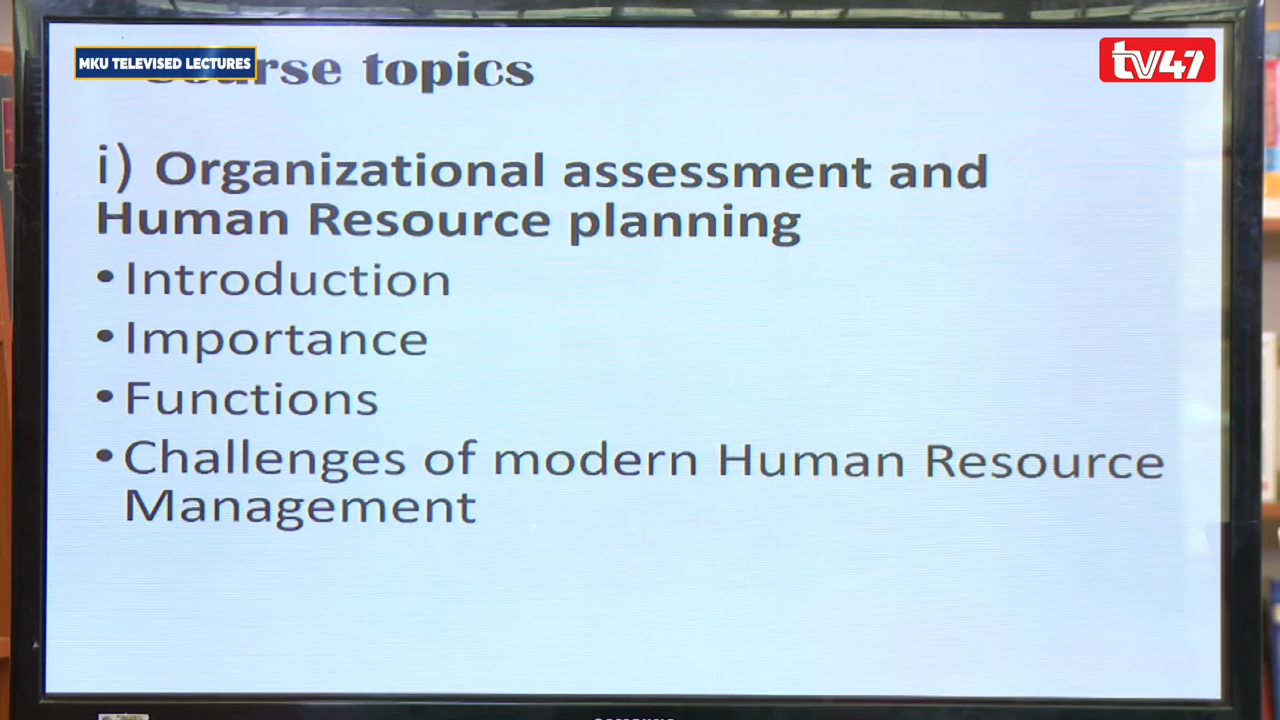 MKU TELEVISED LECTURES
Course topics
tv47
i) Organizational assessment and
Human Resource planning
• Introduction
• Importance
• Functions
• Challenges of modern Human Resource
Management